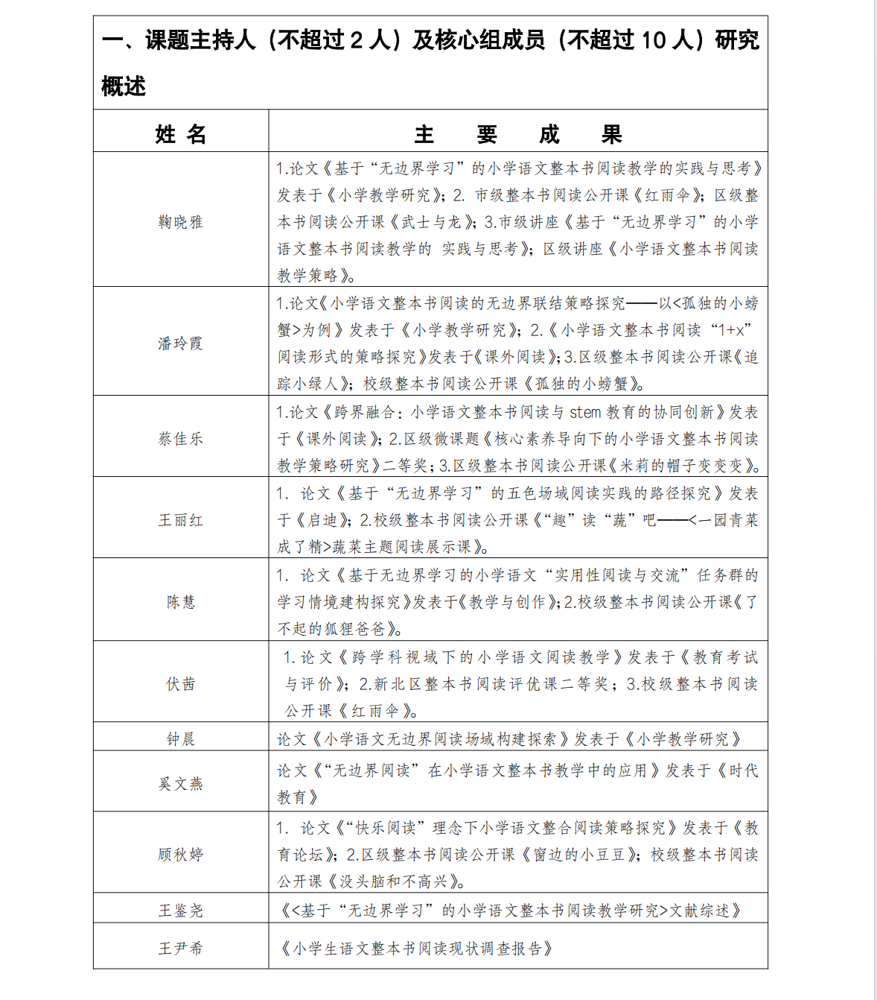 一、课题主持人（不超过 2 人）及核心组成员（不超过 10 人）研究
概述
姓 名
主 要 成 果
鞠晓雅
1.论文《基于“无边界学习”的小学语文整本书阅读教学的实践与思考》
发表于《小学教学研究》；2. 市级整本书阅读公开课《红雨伞》；区级整
本书阅读公开课《武士与龙》；3.市级讲座《基于“无边界学习”的小学
语文整本书阅读教学的 实践与思考》；区级讲座《小学语文整本书阅读
教学策略》。
潘玲霞
1.论文《小学语文整本书阅读的无边界联结策略探究——以<孤独的小螃
蟹>为例》发表于《小学教学研究》；2.《小学语文整本书阅读“1+x”
阅读形式的策略探究》发表于《课外阅读》；3.区级整本书阅读公开课《追
踪小绿人》；校级整本书阅读公开课《孤独的小螃蟹》。
蔡佳乐
1.论文《跨界融合：小学语文整本书阅读与 stem 教育的协同创新》发表
于《课外阅读》；2.区级微课题《核心素养导向下的小学语文整本书阅读
教学策略研究》二等奖；3.区级整本书阅读公开课《米莉的帽子变变变》。
王丽红
1. 论文《基于“无边界学习”的五色场域阅读实践的路径探究》发表
于《启迪》；2.校级整本书阅读公开课《“趣”读“蔬”吧——<一园青菜
成了精>蔬菜主题阅读展示课》。
陈慧
1. 论文《基于无边界学习的小学语文“实用性阅读与交流”任务群的
学习情境建构探究》发表于《教学与创作》；2.校级整本书阅读公开课《了
不起的狐狸爸爸》。
伏茜
1.论文《跨学科视域下的小学语文阅读教学》发表于《教育考试
与评价》；2.新北区整本书阅读评优课二等奖；3.校级整本书阅读
公开课《红雨伞》。
钟晨
论文《小学语文无边界阅读场域构建探索》发表于《小学教学研究》
奚文燕
论文《“无边界阅读”在小学语文整本书教学中的应用》发表于《时代
教育》
顾秋婷
1. 论文《“快乐阅读”理念下小学语文整合阅读策略探究》发表于《教
育论坛》；2.区级整本书阅读公开课《窗边的小豆豆》；校级整本书阅读
公开课《没头脑和不高兴》。
王鉴尧
《<基于“无边界学习”的小学语文整本书阅读教学研究>文献综述》
王尹希
《小学生语文整本书阅读现状调查报告》